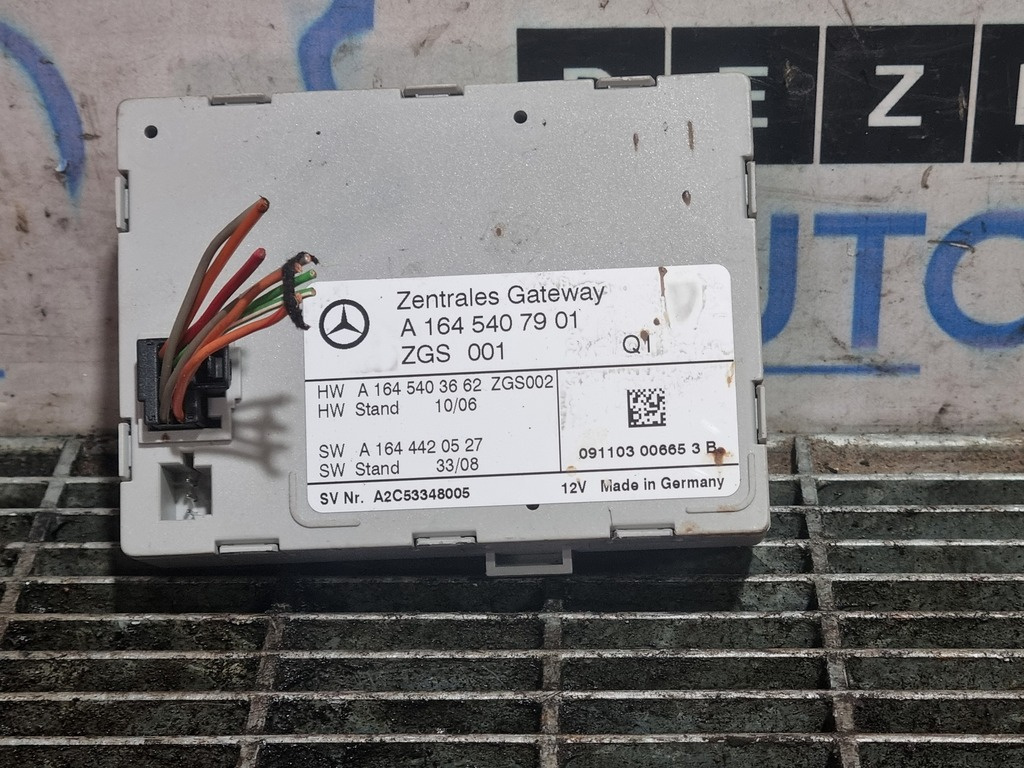 DEZ
UTO
Zentrales Gateway
A 164 540 79 01
ZGS 001 Q1
HW A 164 540 36 62 ZGS002
HW Stand 10/06
SW A 164 442 05 27
SW Stand 33/08
091103 00665 3 B
SV Nr. A2C53348005 12V Made in Germany